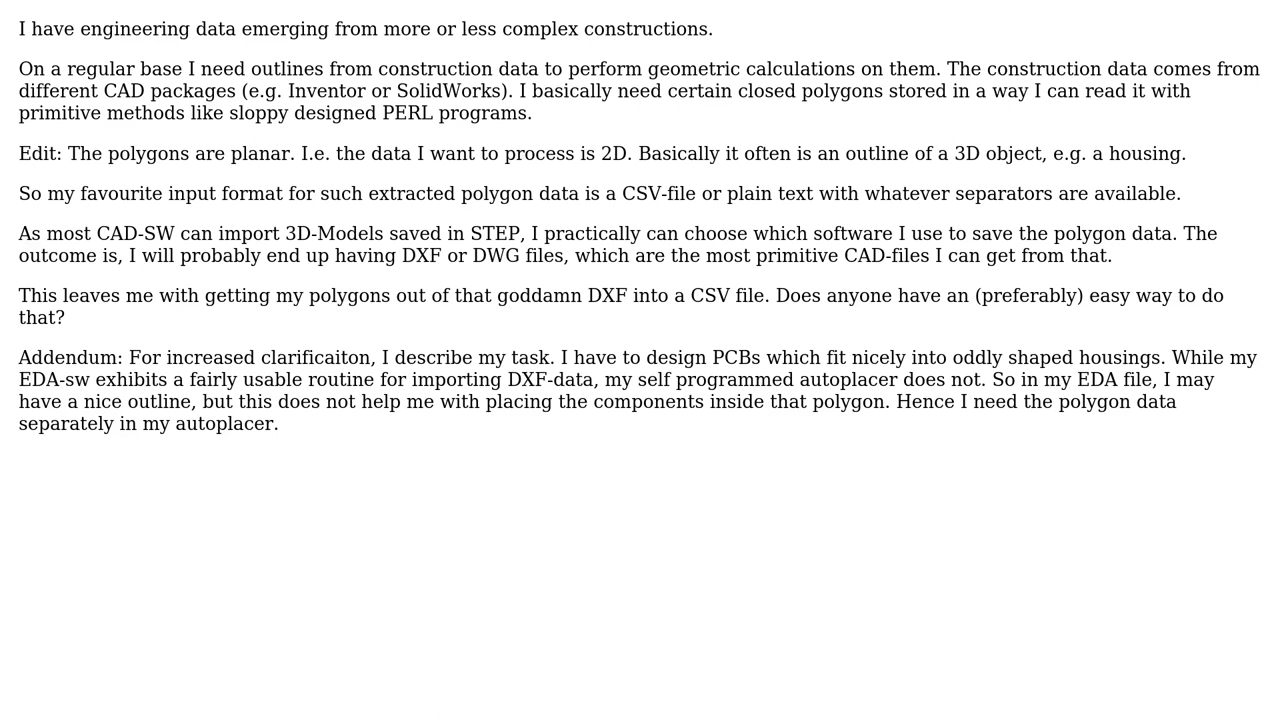 I have engineering data emerging from more or less complex constructions.
On a regular base I need outlines from construction data to perform geometric calculations on them. The construction data comes from
different CAD packages (e.g. Inventor or SolidWorks). I basically need certain closed polygons stored in a way I can read it with
primitive methods like sloppy designed PERL programs.
Edit: The polygons are planar. I.e. the data I want to process is 2D. Basically it often is an outline of a 3D object, e.g. a housing.
So my favourite input format for such extracted polygon data is a CSV-file or plain text with whatever separators are available.
As most CAD-SW can import 3D-Models saved in STEP, I practically can choose which software I use to save the polygon data. The
outcome is, I will probably end up having DXF or DWG files, which are the most primitive CAD-files I can get from that.
This leaves me with getting my polygons out of that goddamn DXF into a CSV file. Does anyone have an (preferably) easy way to do
that?
Addendum: For increased clarificaiton, I describe my task. I have to design PCBs which fit nicely into oddly shaped housings. While my
EDA-sw exhibits a fairly usable routine for importing DXF-data, my self programmed autoplacer does not. So in my EDA file, I may
have a nice outline, but this does not help me with placing the components inside that polygon. Hence I need the polygon data
separately in my autoplacer.